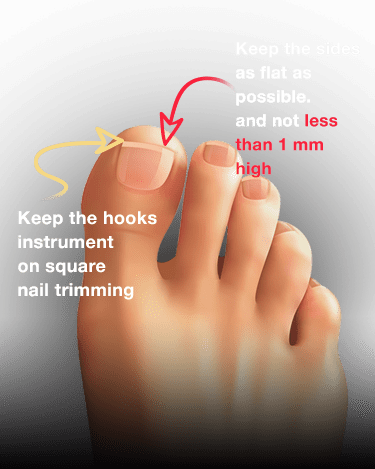 Keep the sides
as flat as
possible.
and not less
than 1 mm
high
Keep the hooks
instrument
on square
nail trimming